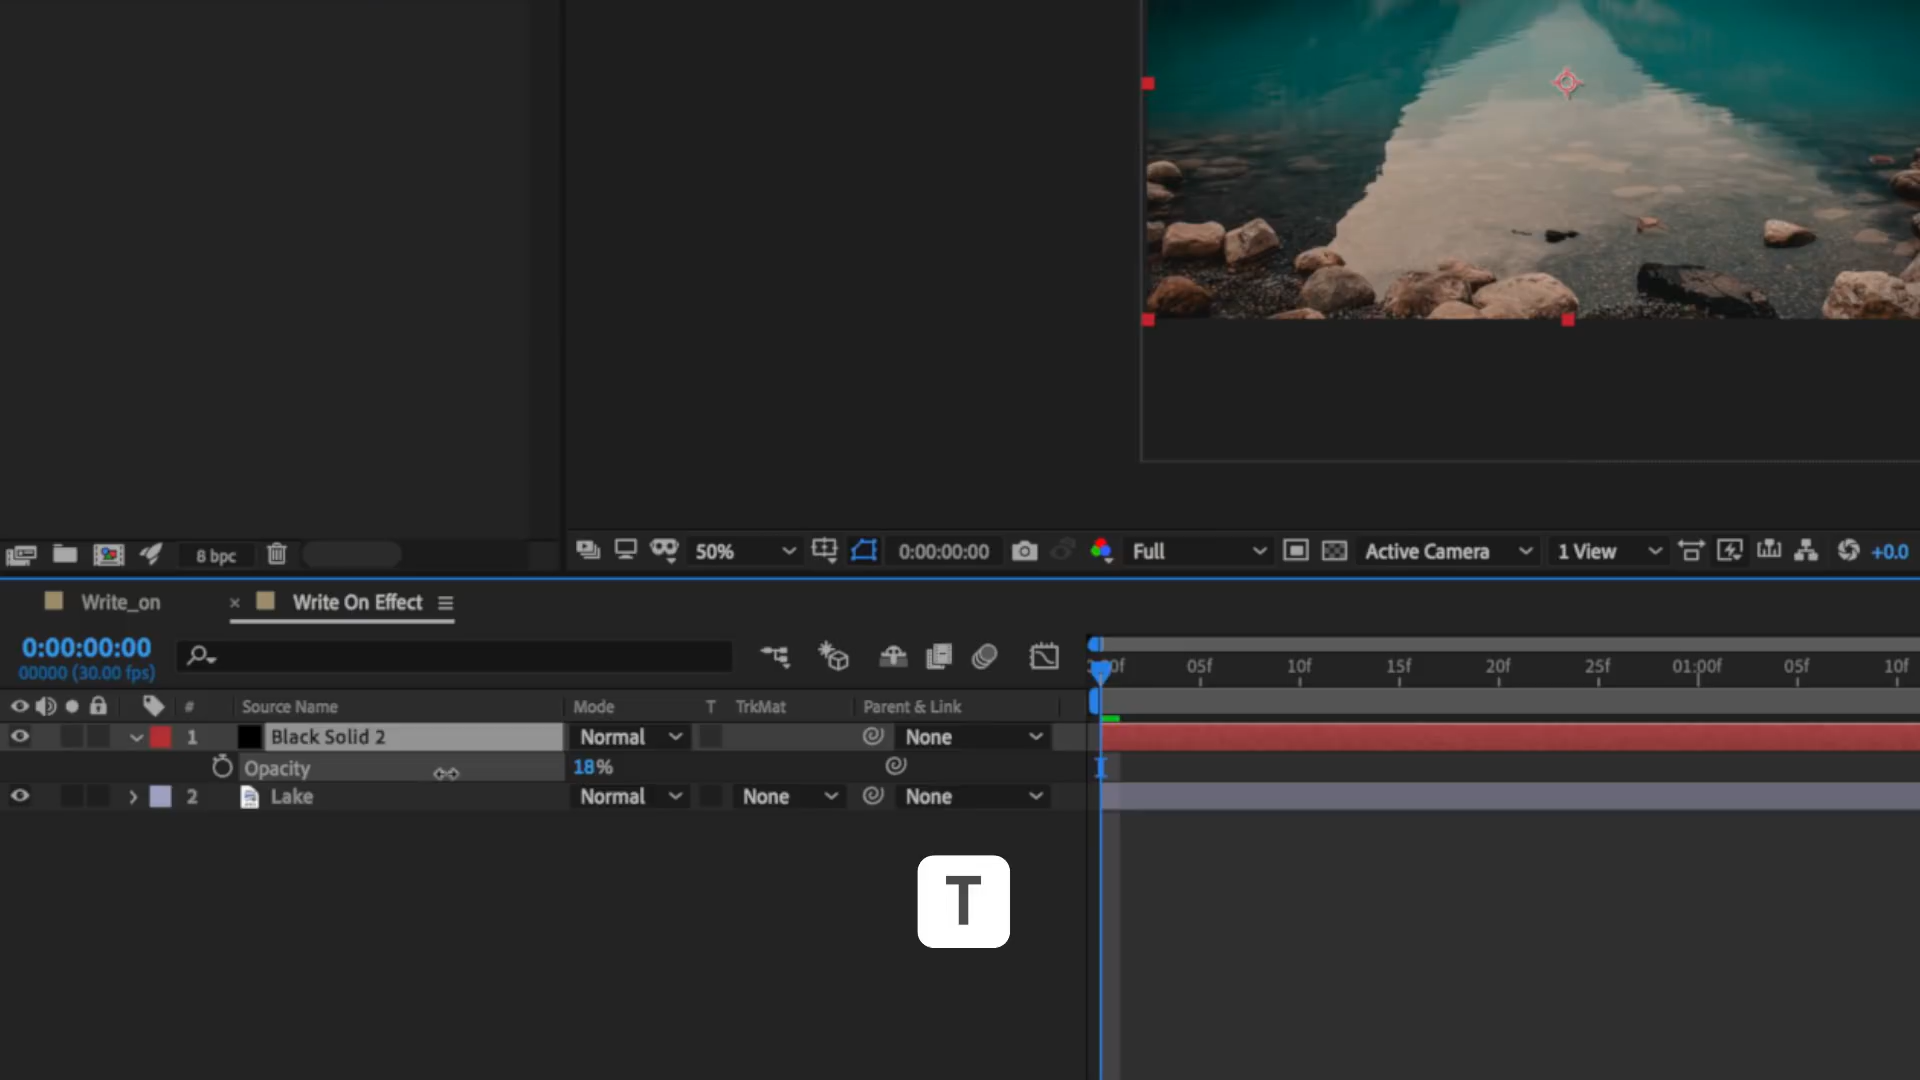 8 bpc
50%
0:00:00:00
Full
Active Camera
1 View
+0.0
Write_on
× Write On Effect
0:00:00:00
00000 (30.00 fps)
05f 10f 15f 20f 25f 01:00f 05f 10f
# Source Name Mode T TrkMat Parent & Link
1 Black Solid 2 Normal None
Opacity 18%
2 Lake Normal None None
T